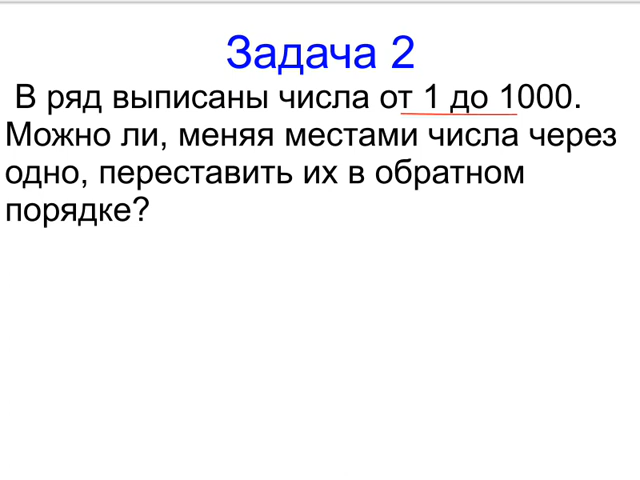 Задача 2
В ряд выписаны числа от 1 до 1000.
Можно ли, меняя местами числа через
одно, переставить их в обратном
порядке?